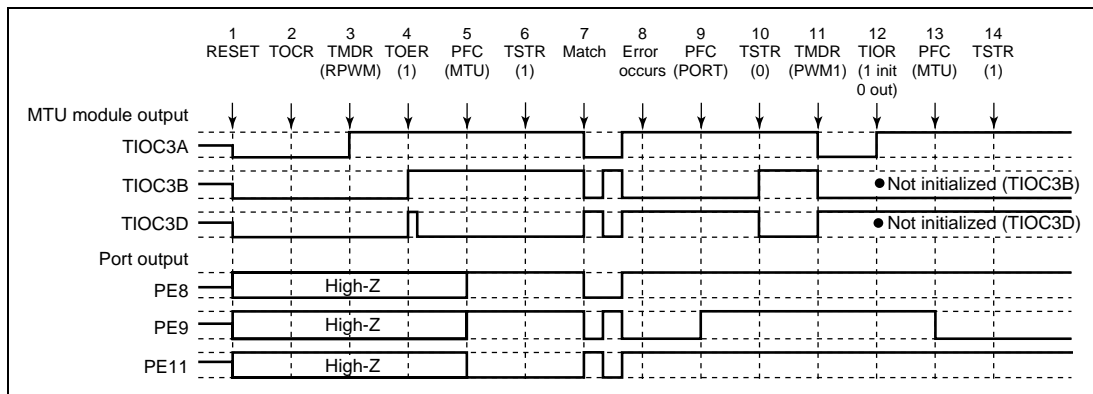 1 2 3 4 5 6 7 8 9 10 11 12 13 14
RESET TOCR TMDR TOER PFC TSTR Match Error PFC TSTR TMDR TIOR PFC TSTR
(RPWM) (1) (MTU) (1) occurs (PORT) (0) (PWM1) (1 init (MTU) (1)
0 out)
MTU module output
TIOC3A
TIOC3B ●Not initialized (TIOC3B)
TIOC3D ●Not initialized (TIOC3D)
Port output
PE8 High-Z
PE9 High-Z
PE11 High-Z